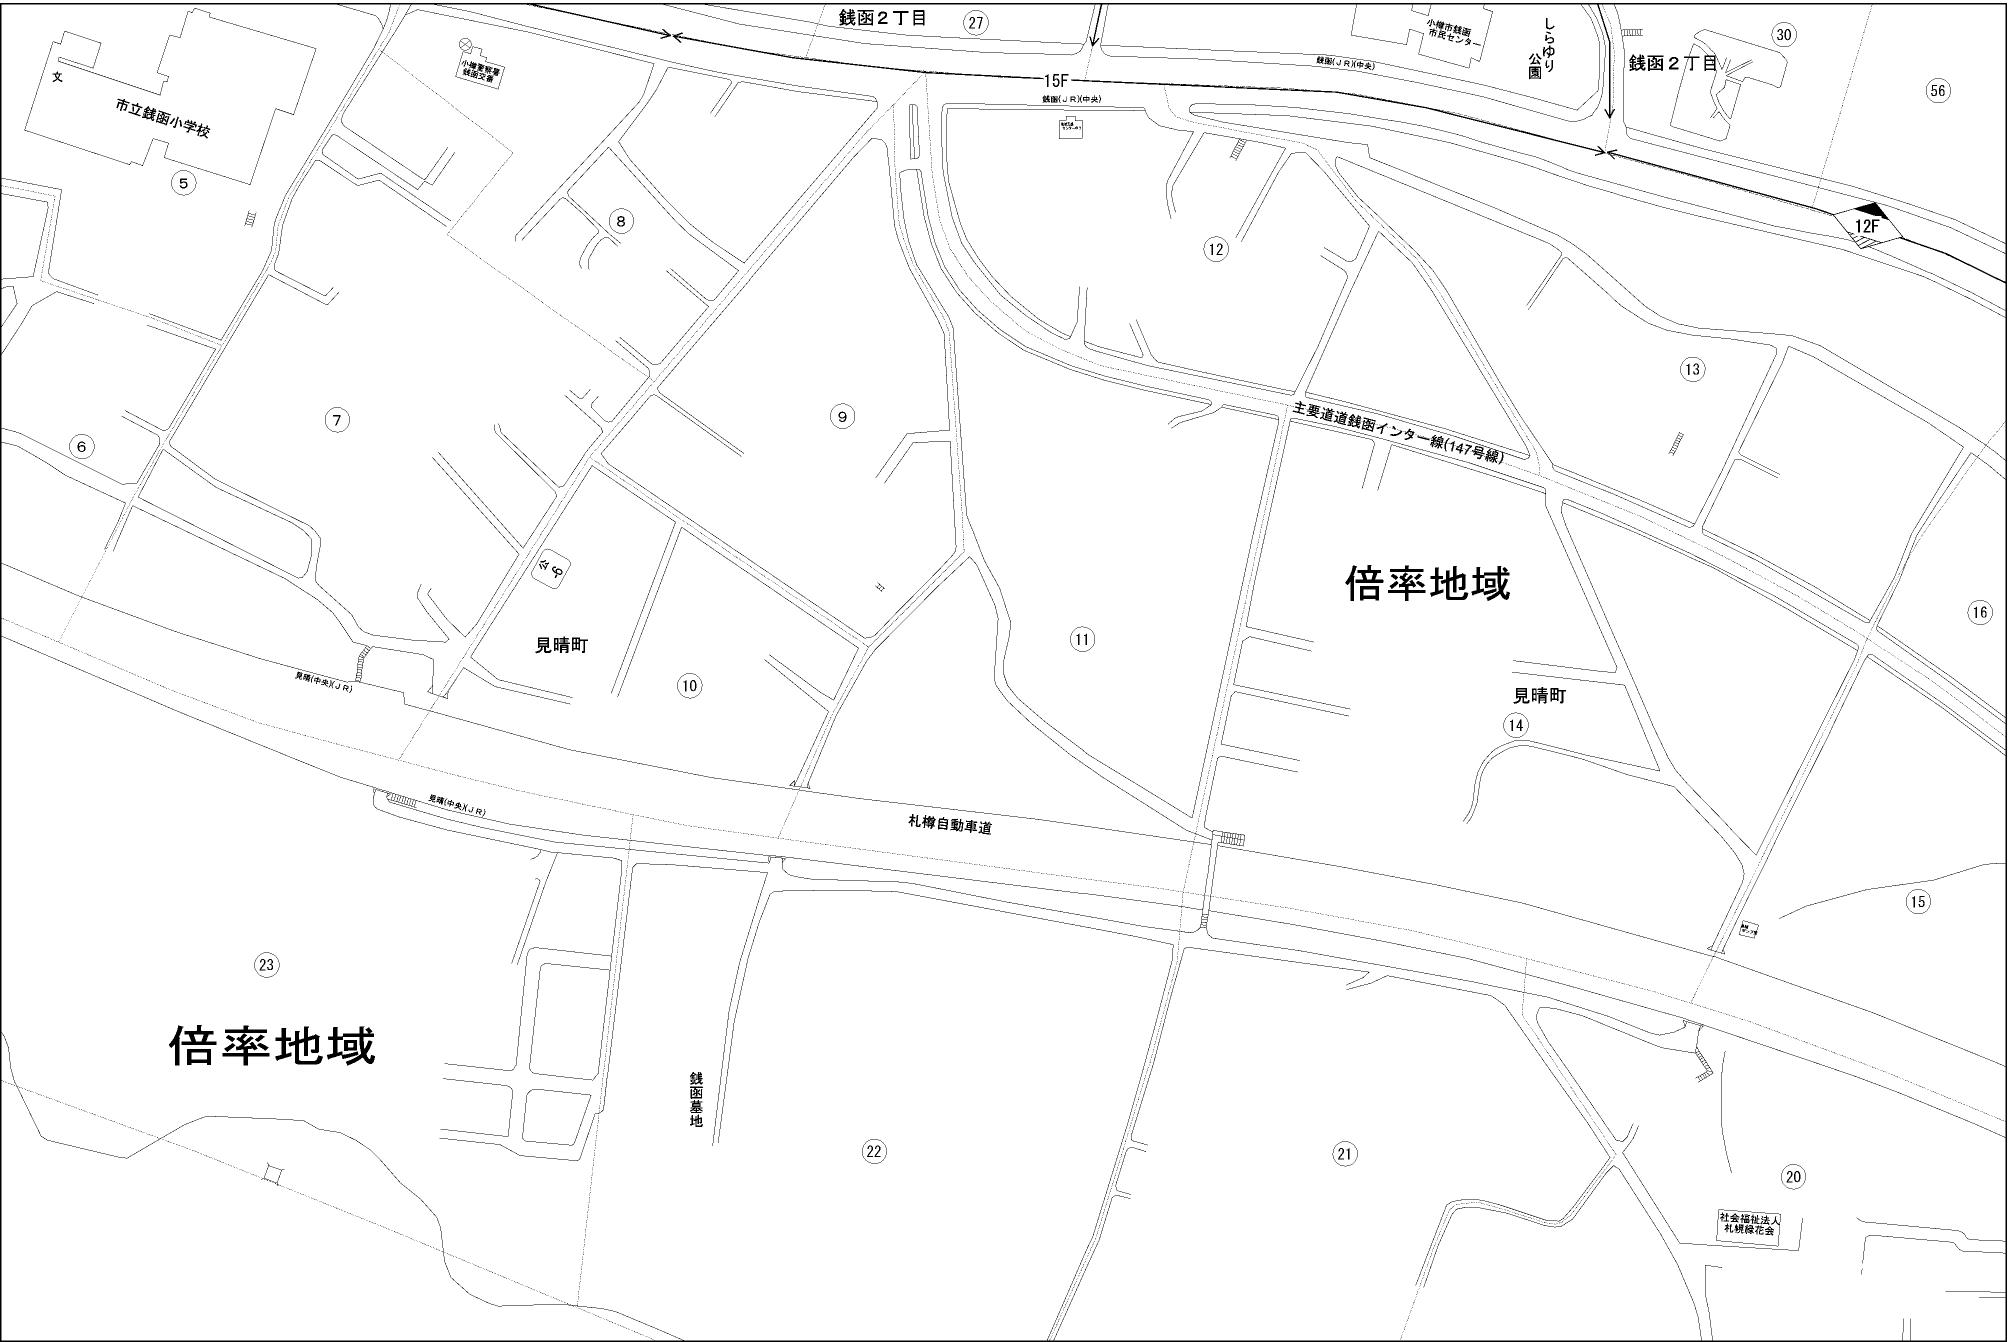 銭函2丁目
27
小樽市銭函
市民センター
しらゆり
公園
30
銭函2丁目
56
文
小樽警察署
銭函交番
市立銭函小学校
15F
銭函(JR)(中央)
銭函(JR)(中央)
5
8
12
12F
13
7
9
6
主要道道銭函インター線(147号線)
公
-6
倍率地域
16
見晴町
11
10
見晴町
14
見晴(中央)(JR)
見晴(中央)(JR)
札樽自動車道
15
23
倍率地域
銭函墓地
22
21
20
社会福祉法人
札幌緑花会